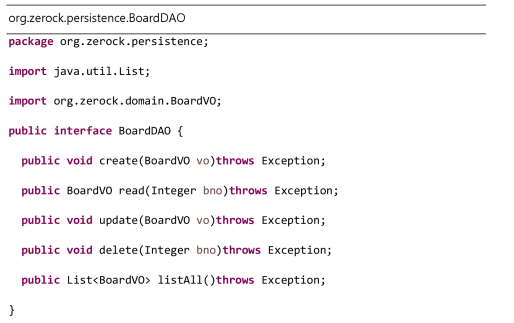 org.zerock.persistence.BoardDAO
package org.zerock.persistence;
import java.util.List;
import org.zerock.domain.BoardVO;
public interface BoardDAO {
public void create(BoardVO vo)throws Exception;
public BoardVO read(Integer bno)throws Exception;
public void update(BoardVO vo)throws Exception;
public void delete(Integer bno)throws Exception;
public List<BoardVO> listAll()throws Exception;
}